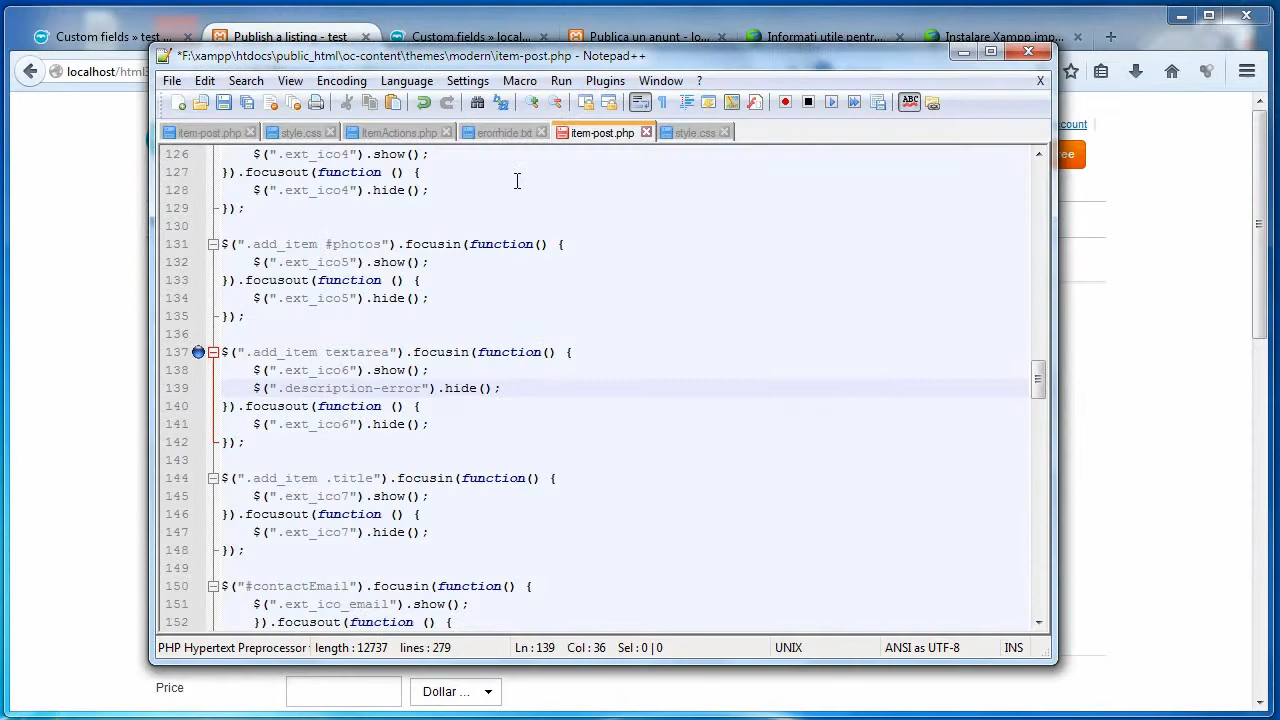 Custom fields » test
Publish a listing - test
Custom fields » local...
Publica un anunt - lo...
Informati utile pentr...
Instalare Xampp imp...
*F:\xampp\htdocs\public_html\oc-content\themes\modern\item-post.php - Notepad++
localhost/html3
File Edit Search View Encoding Language Settings Macro Run Plugins Window ? X
ABC
count
ee
item-post.php style.css ItemActions.php erorrhide.txt item-post.php style.css
126 $(".ext_ico4").show();
127 }).focusout(function () {
128 $(".ext_ico4").hide();
129 });
130
131 $(".add_item #photos").focusin(function() {
132 $(".ext_ico5").show();
133 }).focusout(function () {
134 $(".ext_ico5").hide();
135 });
136
137 $(".add_item textarea").focusin(function() {
138 $(".ext_ico6").show();
139 $(".description-error").hide();
140 }).focusout(function () {
141 $(".ext_ico6").hide();
142 });
143
144 $(".add_item .title").focusin(function() {
145 $(".ext_ico7").show();
146 }).focusout(function () {
147 $(".ext_ico7").hide();
148 });
149
150 $("#contactEmail").focusin(function() {
151 $(".ext_ico_email").show();
152 }).focusout(function () {
PHP Hypertext Preprocessor length : 12737 lines : 279 Ln : 139 Col : 36 Sel : 0 | 0 UNIX ANSI as UTF-8 INS
Price Dollar ...